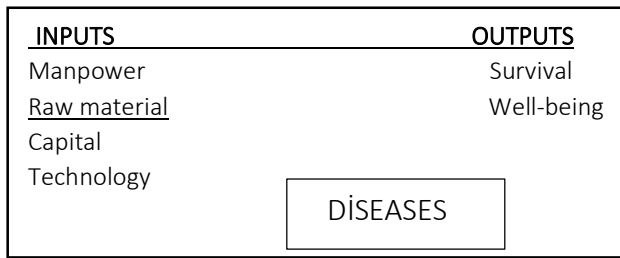 INPUTS OUTPUTS
Manpower Survival
Raw material Well-being
Capital
Technology
DİSEASES